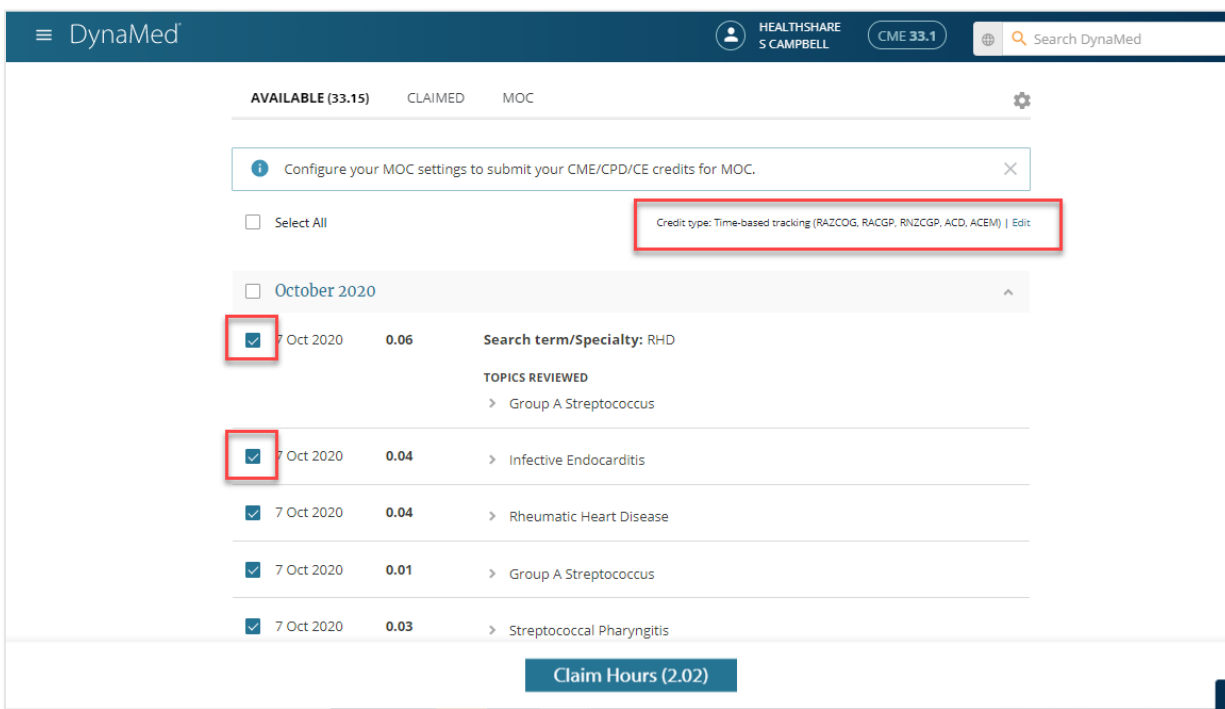 DynaMed
HEALTHSHARE
S CAMPBELL
CME 33.1
Search DynaMed
AVAILABLE (33.15) CLAIMED MOC
Configure your MOC settings to submit your CME/CPD/CE credits for MOC.
Select All
Credit type: Time-based tracking (RAZCOG, RACGP, RNZCGP, ACD, ACEM) | Edit
October 2020
7 Oct 2020 0.06 Search term/Specialty: RHD
TOPICS REVIEWED
Group A Streptococcus
7 Oct 2020 0.04 Infective Endocarditis
7 Oct 2020 0.04 Rheumatic Heart Disease
7 Oct 2020 0.01 Group A Streptococcus
7 Oct 2020 0.03 Streptococcal Pharyngitis
Claim Hours (2.02)